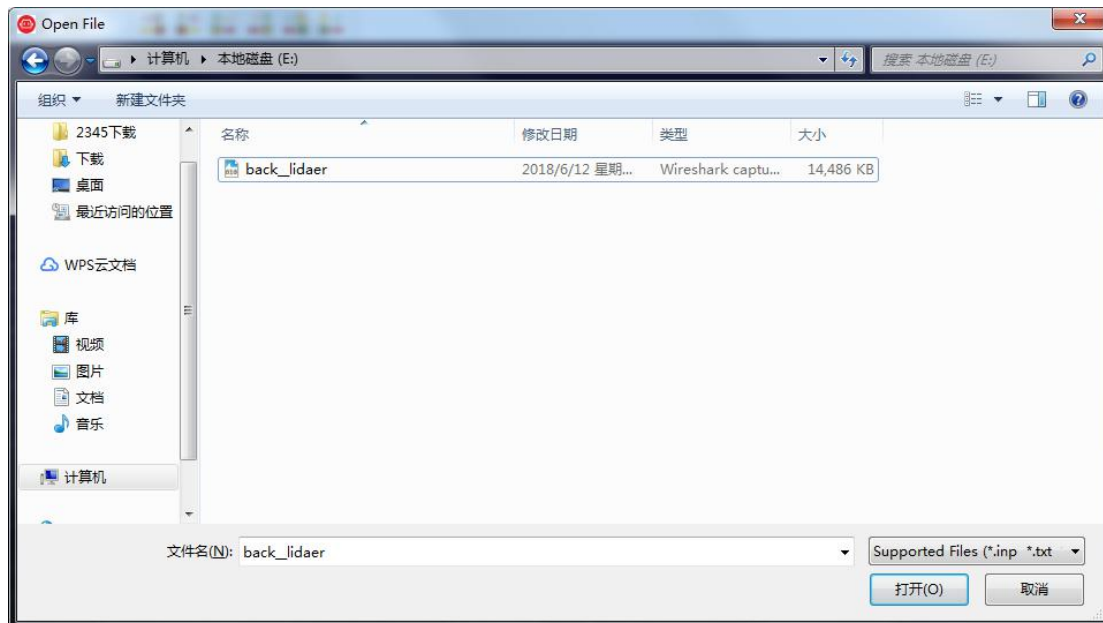 Open File
计算机 本地磁盘 (E:)
搜索 本地磁盘 (E:)
组织 新建文件夹
2345下载
下载
桌面
最近访问的位置
WPS云文档
库
视频
图片
文档
音乐
计算机
名称 修改日期 类型 大小
back_lidaer 2018/6/12 星期... Wireshark captu... 14,486 KB
文件名(N): back_lidaer
Supported Files (*.inp *.txt
打开(O) 取消